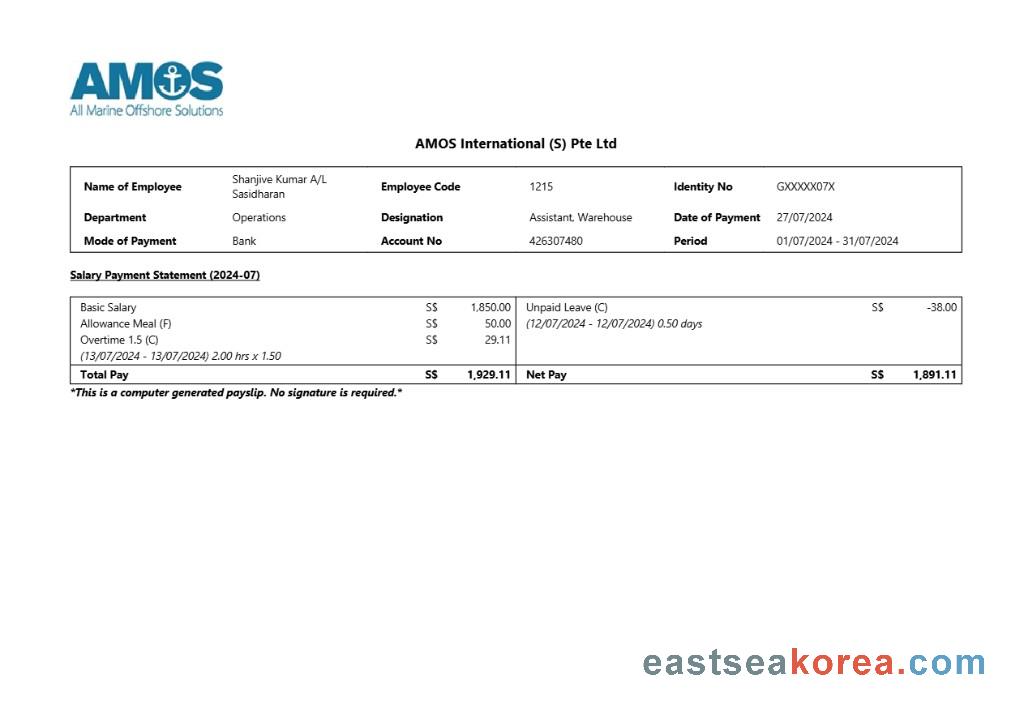 AMOS
All Marine Offshore Solutions
AMOS International (S) Pte Ltd
Name of Employee Shanjive Kumar A/L Sasidharan Employee Code 1215 Identity No GXXXXX07X
Department Operations Designation Assistant, Warehouse Date of Payment 27/07/2024
Mode of Payment Bank Account No 426307480 Period 01/07/2024 - 31/07/2024
Salary Payment Statement (2024-07)
Basic Salary S$ 1,850.00 Unpaid Leave (C) S$ -38.00
Allowance Meal (F) S$ 50.00 (12/07/2024 - 12/07/2024) 0.50 days
Overtime 1.5 (C) S$ 29.11
(13/07/2024 - 13/07/2024) 2.00 hrs x 1.50
Total Pay S$ 1,929.11 Net Pay S$ 1,891.11
*This is a computer generated payslip. No signature is required.*
eastseakorea.com